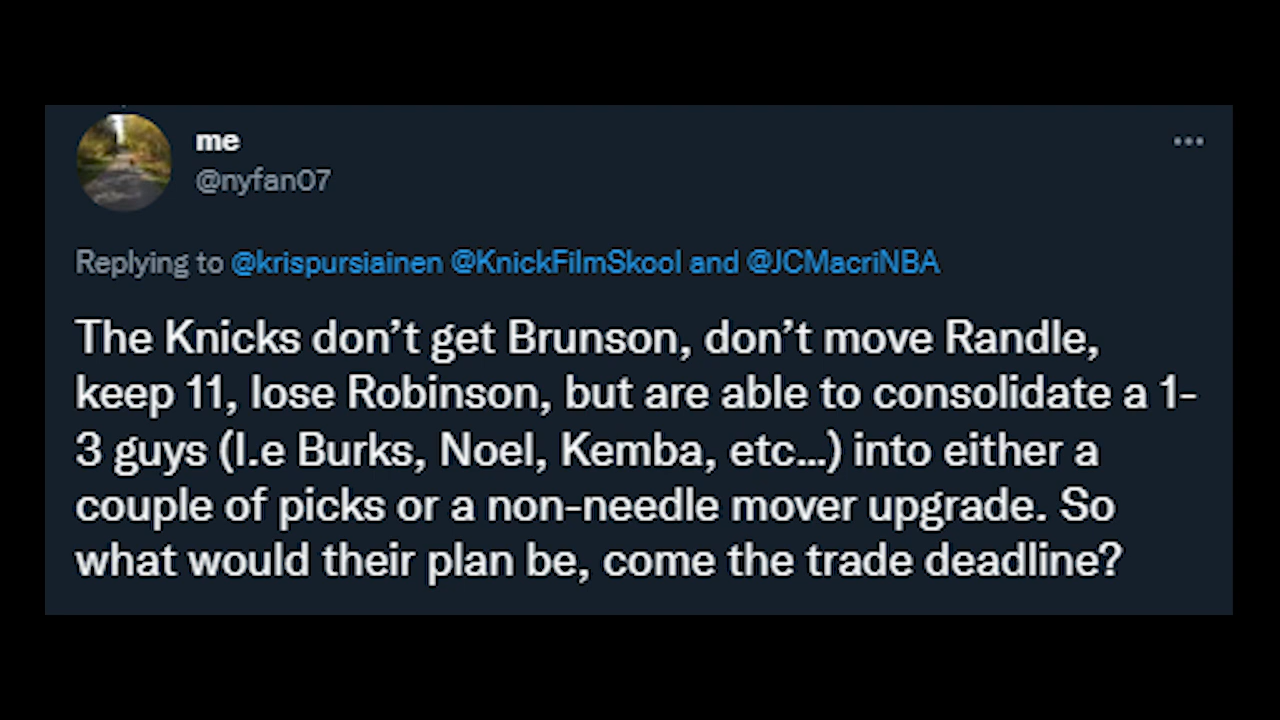 me
@nyfan07
Replying to @krispursiainen @KnickFilmSkool and @JCMacriNBA
The Knicks don’t get Brunson, don’t move Randle,
keep 11, lose Robinson, but are able to consolidate a 1-
3 guys (I.e Burks, Noel, Kemba, etc…) into either a
couple of picks or a non-needle mover upgrade. So
what would their plan be, come the trade deadline?